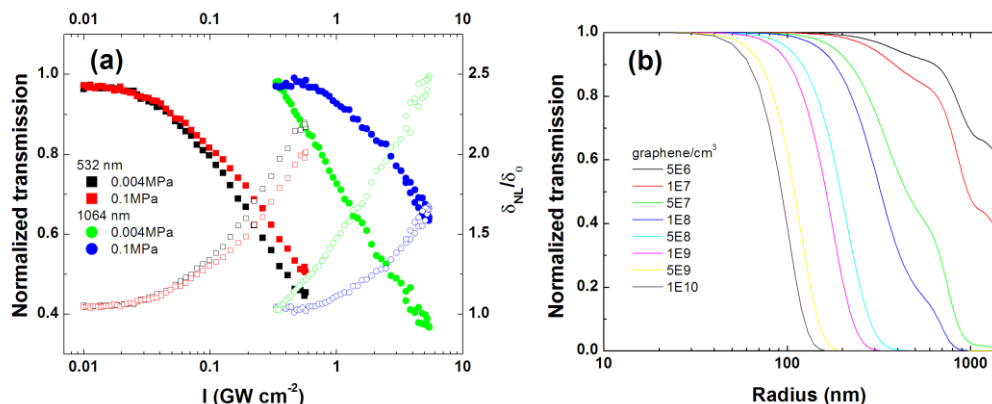 0.01 0.1 1 10
(a)
Normalized transmission
1.0
0.8
0.6
0.4
532 nm
0.004MPa
0.1MPa
1064 nm
0.004MPa
0.1MPa
2.5
2.0
1.5
1.0
δNL/δ0
0.01 0.1 1 10
I (GW cm-2)
(b)
Normalized transmission
1.0
0.8
0.6
0.4
0.2
0.0
graphene/cm3
5E6
1E7
5E7
1E8
5E8
1E9
5E9
1E10
10 100 1000
Radius (nm)